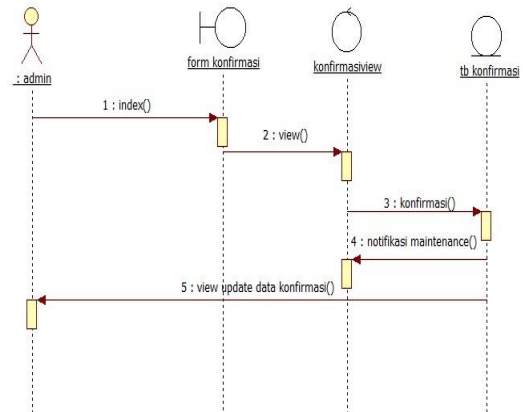 : admin
form konfirmasi
konfirmasiview
tb konfirmasi
1 : index()
2 : view()
3 : konfirmasi()
4 : notifikasi maintenance()
5 : view update data konfirmasi()